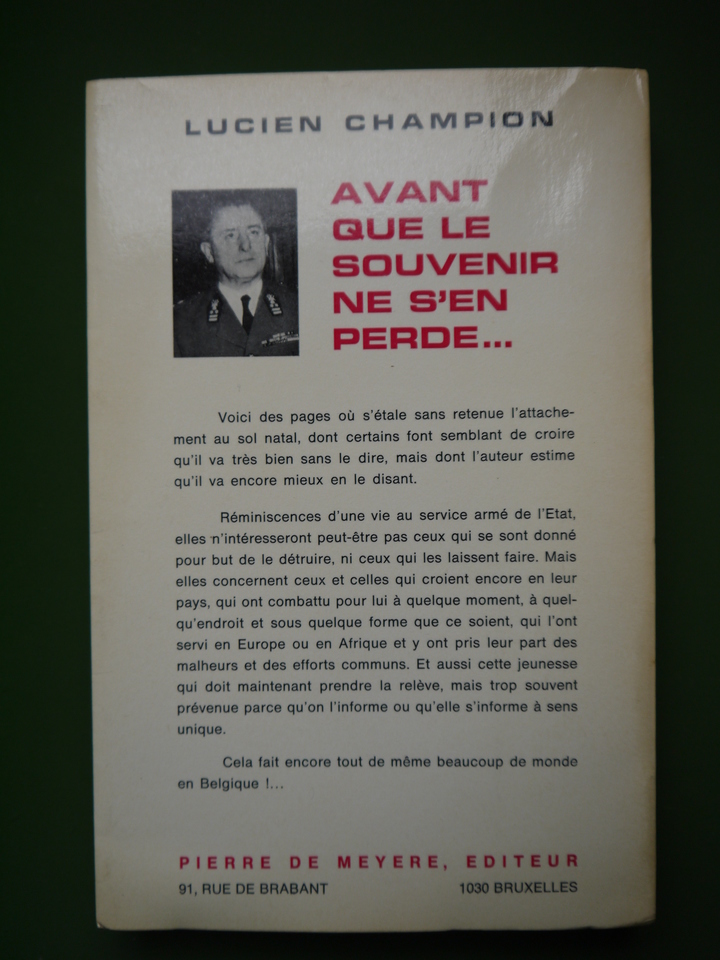 LUCIEN CHAMPION
AVANT
QUE LE
SOUVENIR
NE S'EN
PERDE...
Voici des pages où s'étale sans retenue l'attache-
ment au sol natal, dont certains font semblant de croire
qu'il va très bien sans le dire, mais dont l'auteur estime
qu'il va encore mieux en le disant.
Réminiscences d'une vie au service armé de l'Etat,
elles n'intéresseront peut-être pas ceux qui se sont donné
pour but de le détruire, ni ceux qui les laissent faire. Mais
elles concernent ceux et celles qui croient encore en leur
pays, qui ont combattu pour lui à quelque moment, à quel-
qu'endroit et sous quelque forme que ce soient, qui l'ont
servi en Europe ou en Afrique et y ont pris leur part des
malheurs et des efforts communs. Et aussi cette jeunesse
qui doit maintenant prendre la relève, mais trop souvent
prévenue parce qu'on l'informe ou qu'elle s'informe à sens
unique.
Cela fait encore tout de même beaucoup de monde
en Belgique !...
PIERRE DE MEYERE, EDITEUR
91, RUE DE BRABANT 1030 BRUXELLES